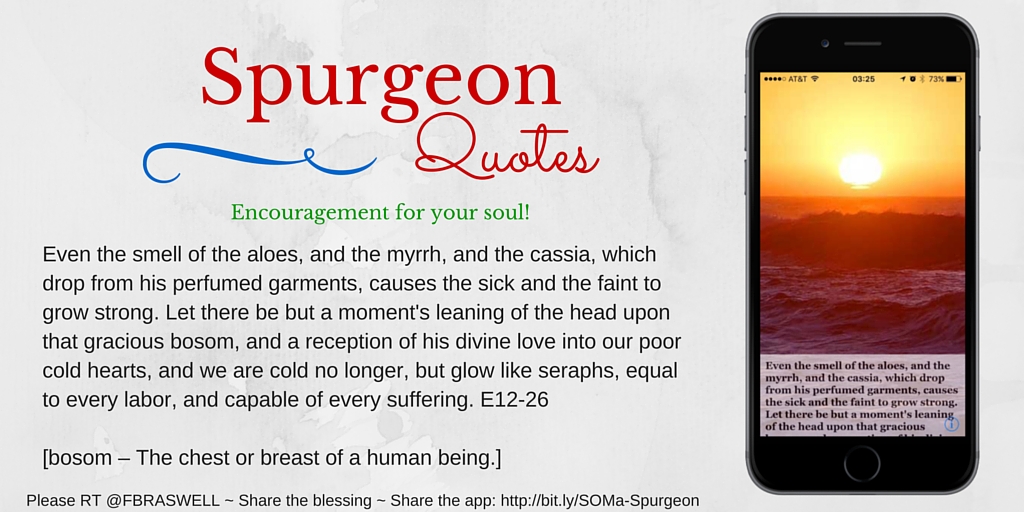 Spurgeon
Quotes
Encouragement for your soul!
Even the smell of the aloes, and the myrrh, and the cassia, which
drop from his perfumed garments, causes the sick and the faint to
grow strong. Let there be but a moment's leaning of the head upon
that gracious bosom, and a reception of his divine love into our poor
cold hearts, and we are cold no longer, but glow like seraphs, equal
to every labor, and capable of every suffering. E12-26
[bosom – The chest or breast of a human being.]
Please RT @FBRASWELL ~ Share the blessing ~ Share the app: http://bit.ly/SOMa-Spurgeon
AT&T 03:25 73%
Even the smell of the aloes, and the
myrrh, and the cassia, which drop
from his perfumed garments, causes
the sick and the faint to grow strong.
Let there be but a moment's leaning
of the head upon that gracious